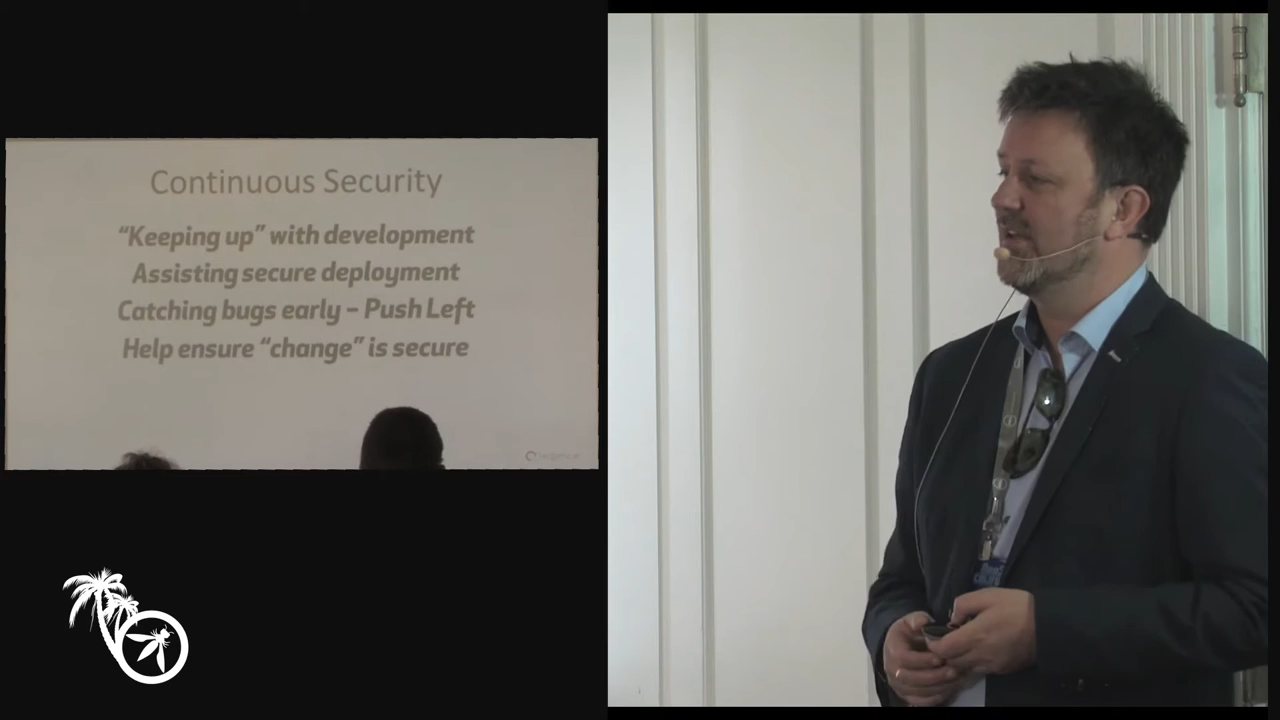 Continuous Security
“Keeping up” with development
Assisting secure deployment
Catching bugs early – Push Left
Help ensure “change” is secure